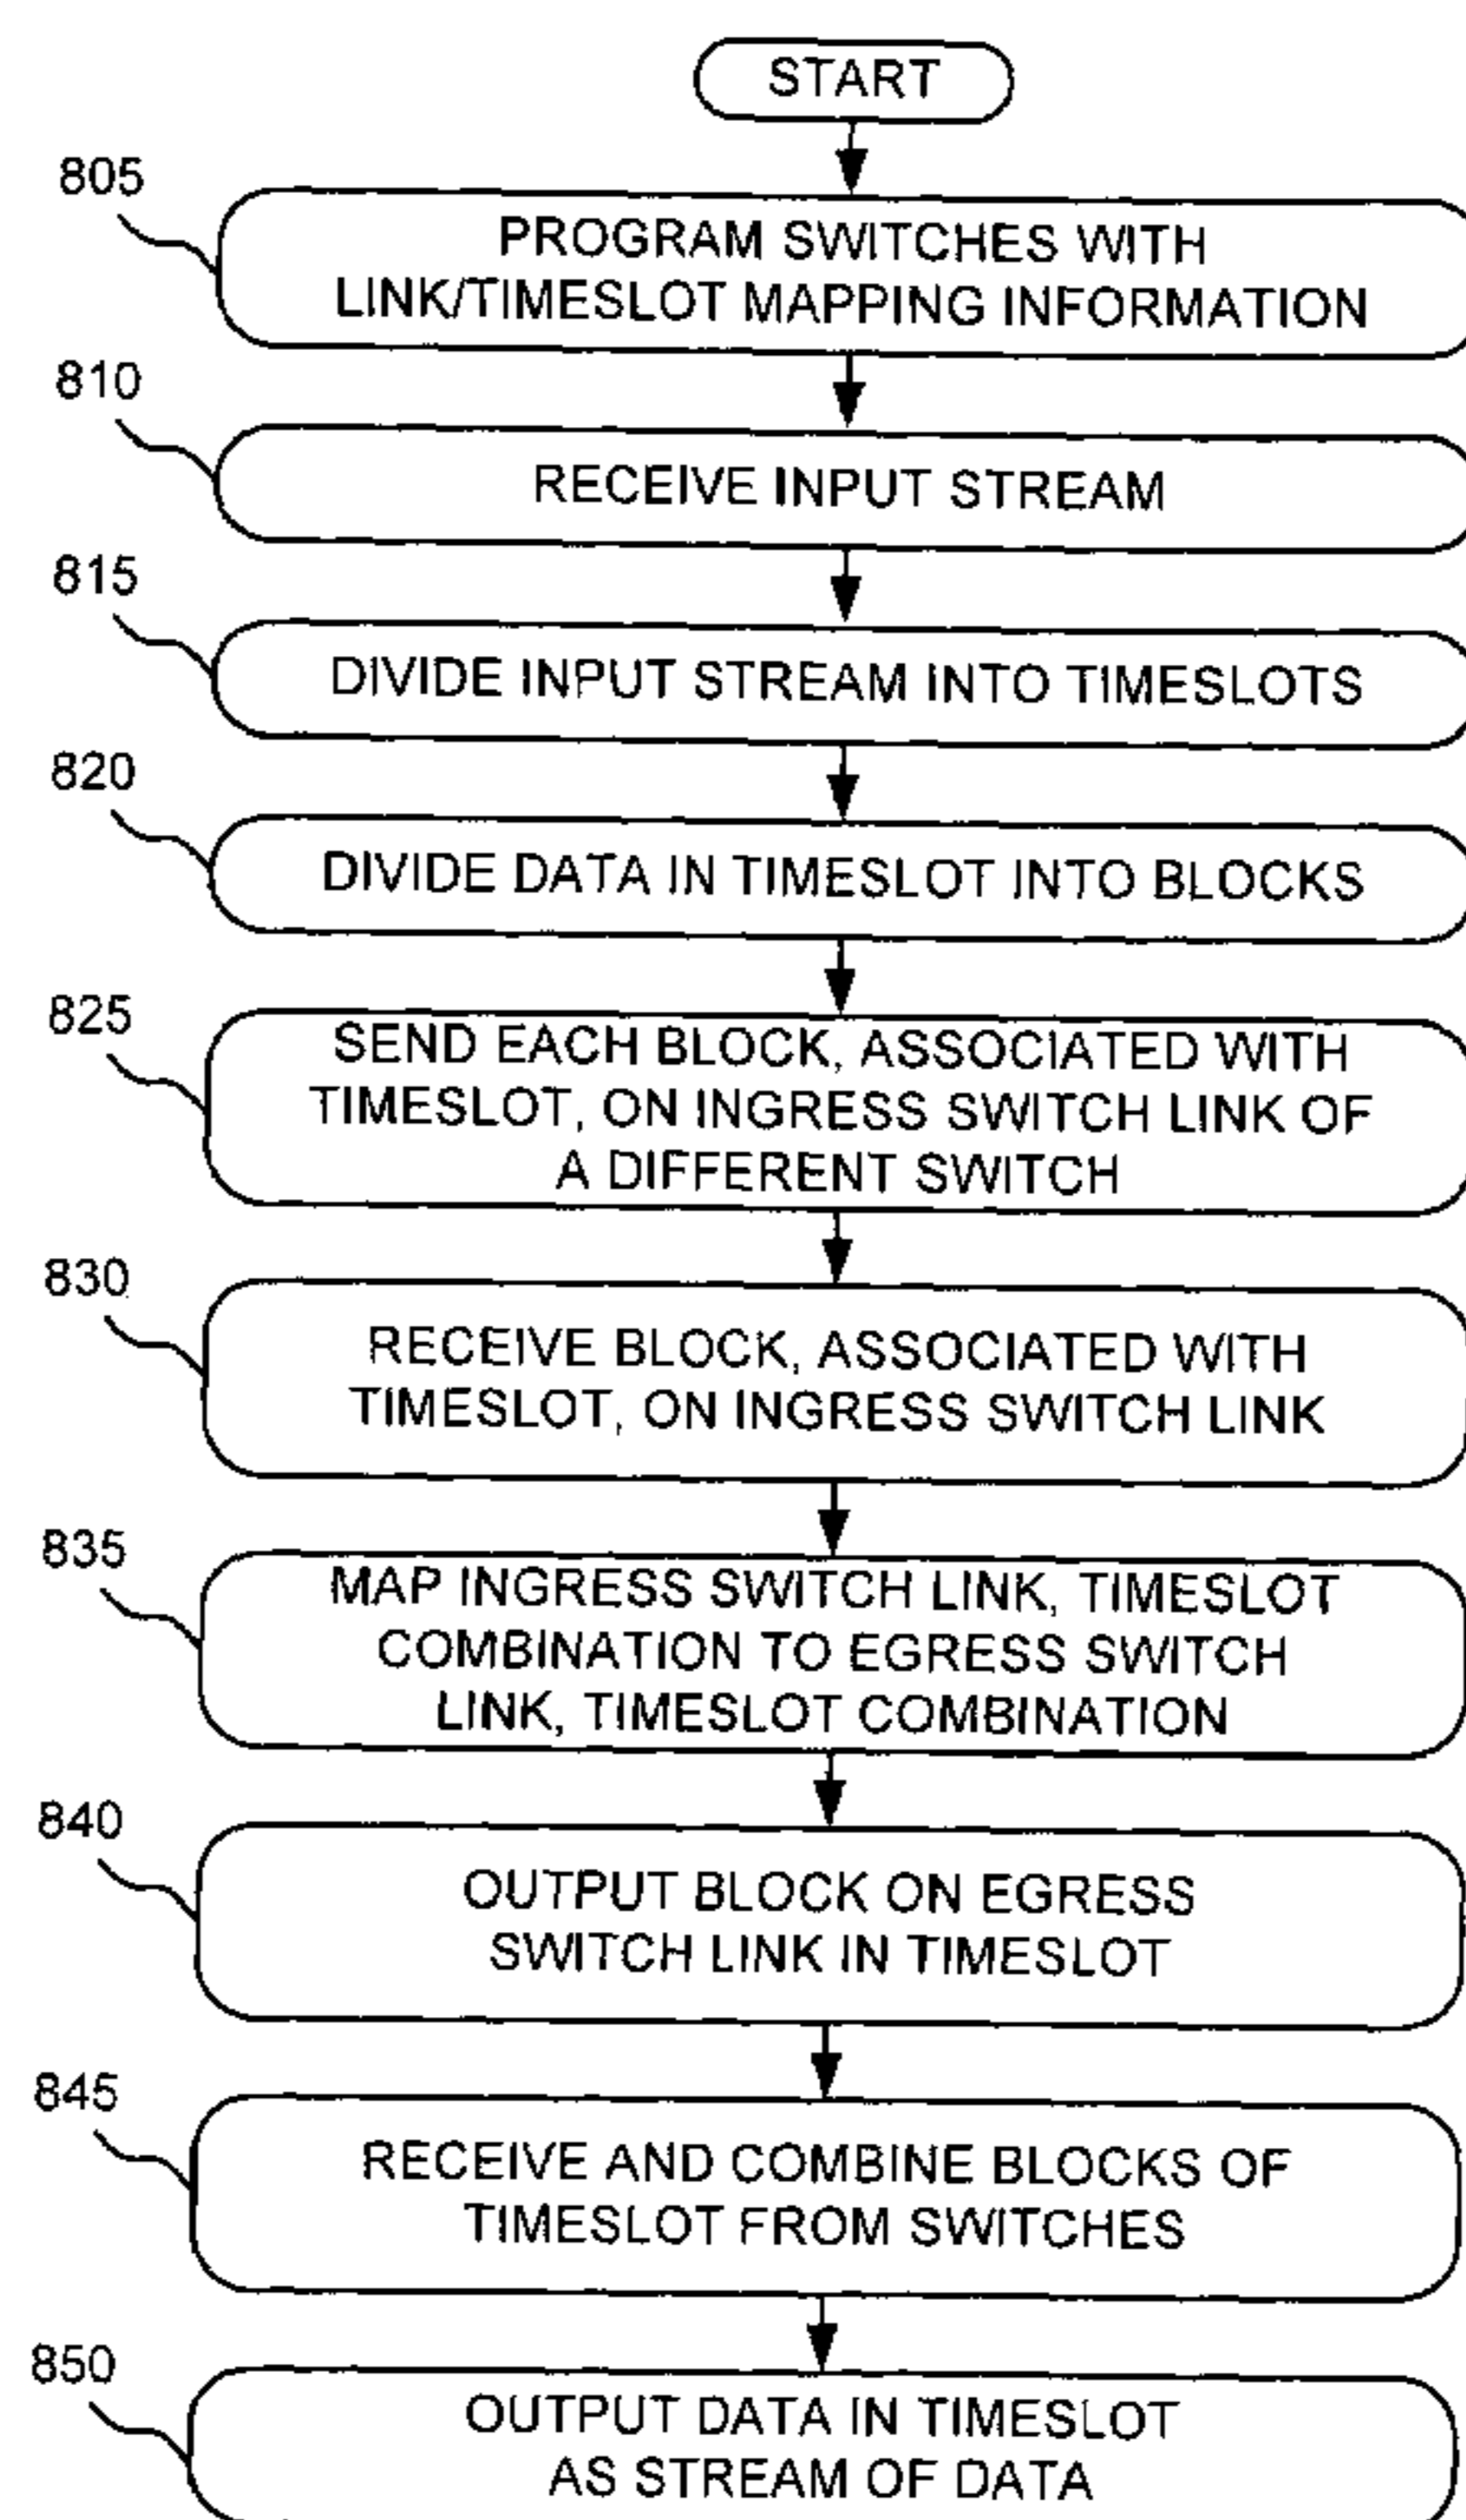 START
805
PROGRAM SWITCHES WITH
LINK/TIMESLOT MAPPING INFORMATION
810
RECEIVE INPUT STREAM
815
DIVIDE INPUT STREAM INTO TIMESLOTS
820
DIVIDE DATA IN TIMESLOT INTO BLOCKS
825
SEND EACH BLOCK, ASSOCIATED WITH
TIMESLOT, ON INGRESS SWITCH LINK OF
A DIFFERENT SWITCH
830
RECEIVE BLOCK, ASSOCIATED WITH
TIMESLOT, ON INGRESS SWITCH LINK
835
MAP INGRESS SWITCH LINK, TIMESLOT
COMBINATION TO EGRESS SWITCH
LINK, TIMESLOT COMBINATION
840
OUTPUT BLOCK ON EGRESS
SWITCH LINK IN TIMESLOT
845
RECEIVE AND COMBINE BLOCKS OF
TIMESLOT FROM SWITCHES
850
OUTPUT DATA IN TIMESLOT
AS STREAM OF DATA